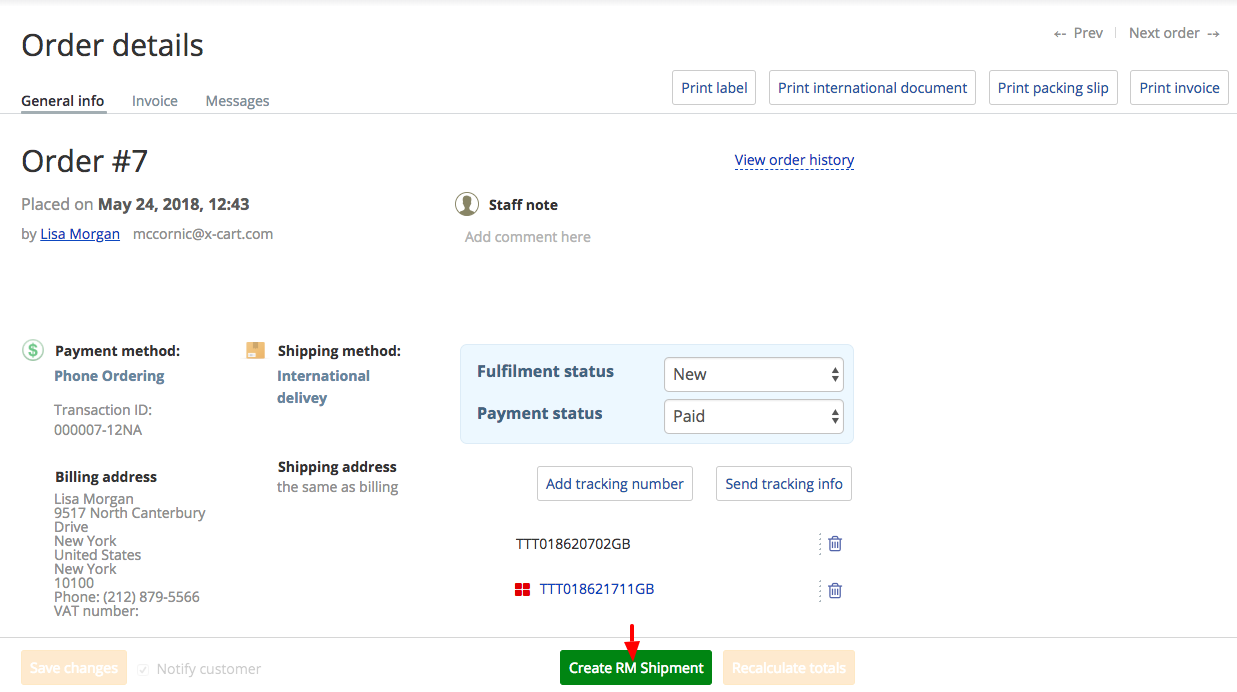 Order details
← Prev
Next order →
General info
Invoice
Messages
Print label
Print international document
Print packing slip
Print invoice
Order #7
View order history
Placed on May 24, 2018, 12:43
by Lisa Morgan mccornic@x-cart.com
Staff note
Add comment here
$
Payment method:
Phone Ordering
Transaction ID:
000007-12NA
Billing address
Lisa Morgan
9517 North Canterbury
Drive
New York
United States
New York
10100
Phone: (212) 879-5566
VAT number:
Shipping method:
International
delivey
Shipping address
the same as billing
Fulfilment status
New
Payment status
Paid
Add tracking number
Send tracking info
TTT018620702GB
TTT018621711GB
Save changes
Notify customer
Create RM Shipment
Recalculate totals